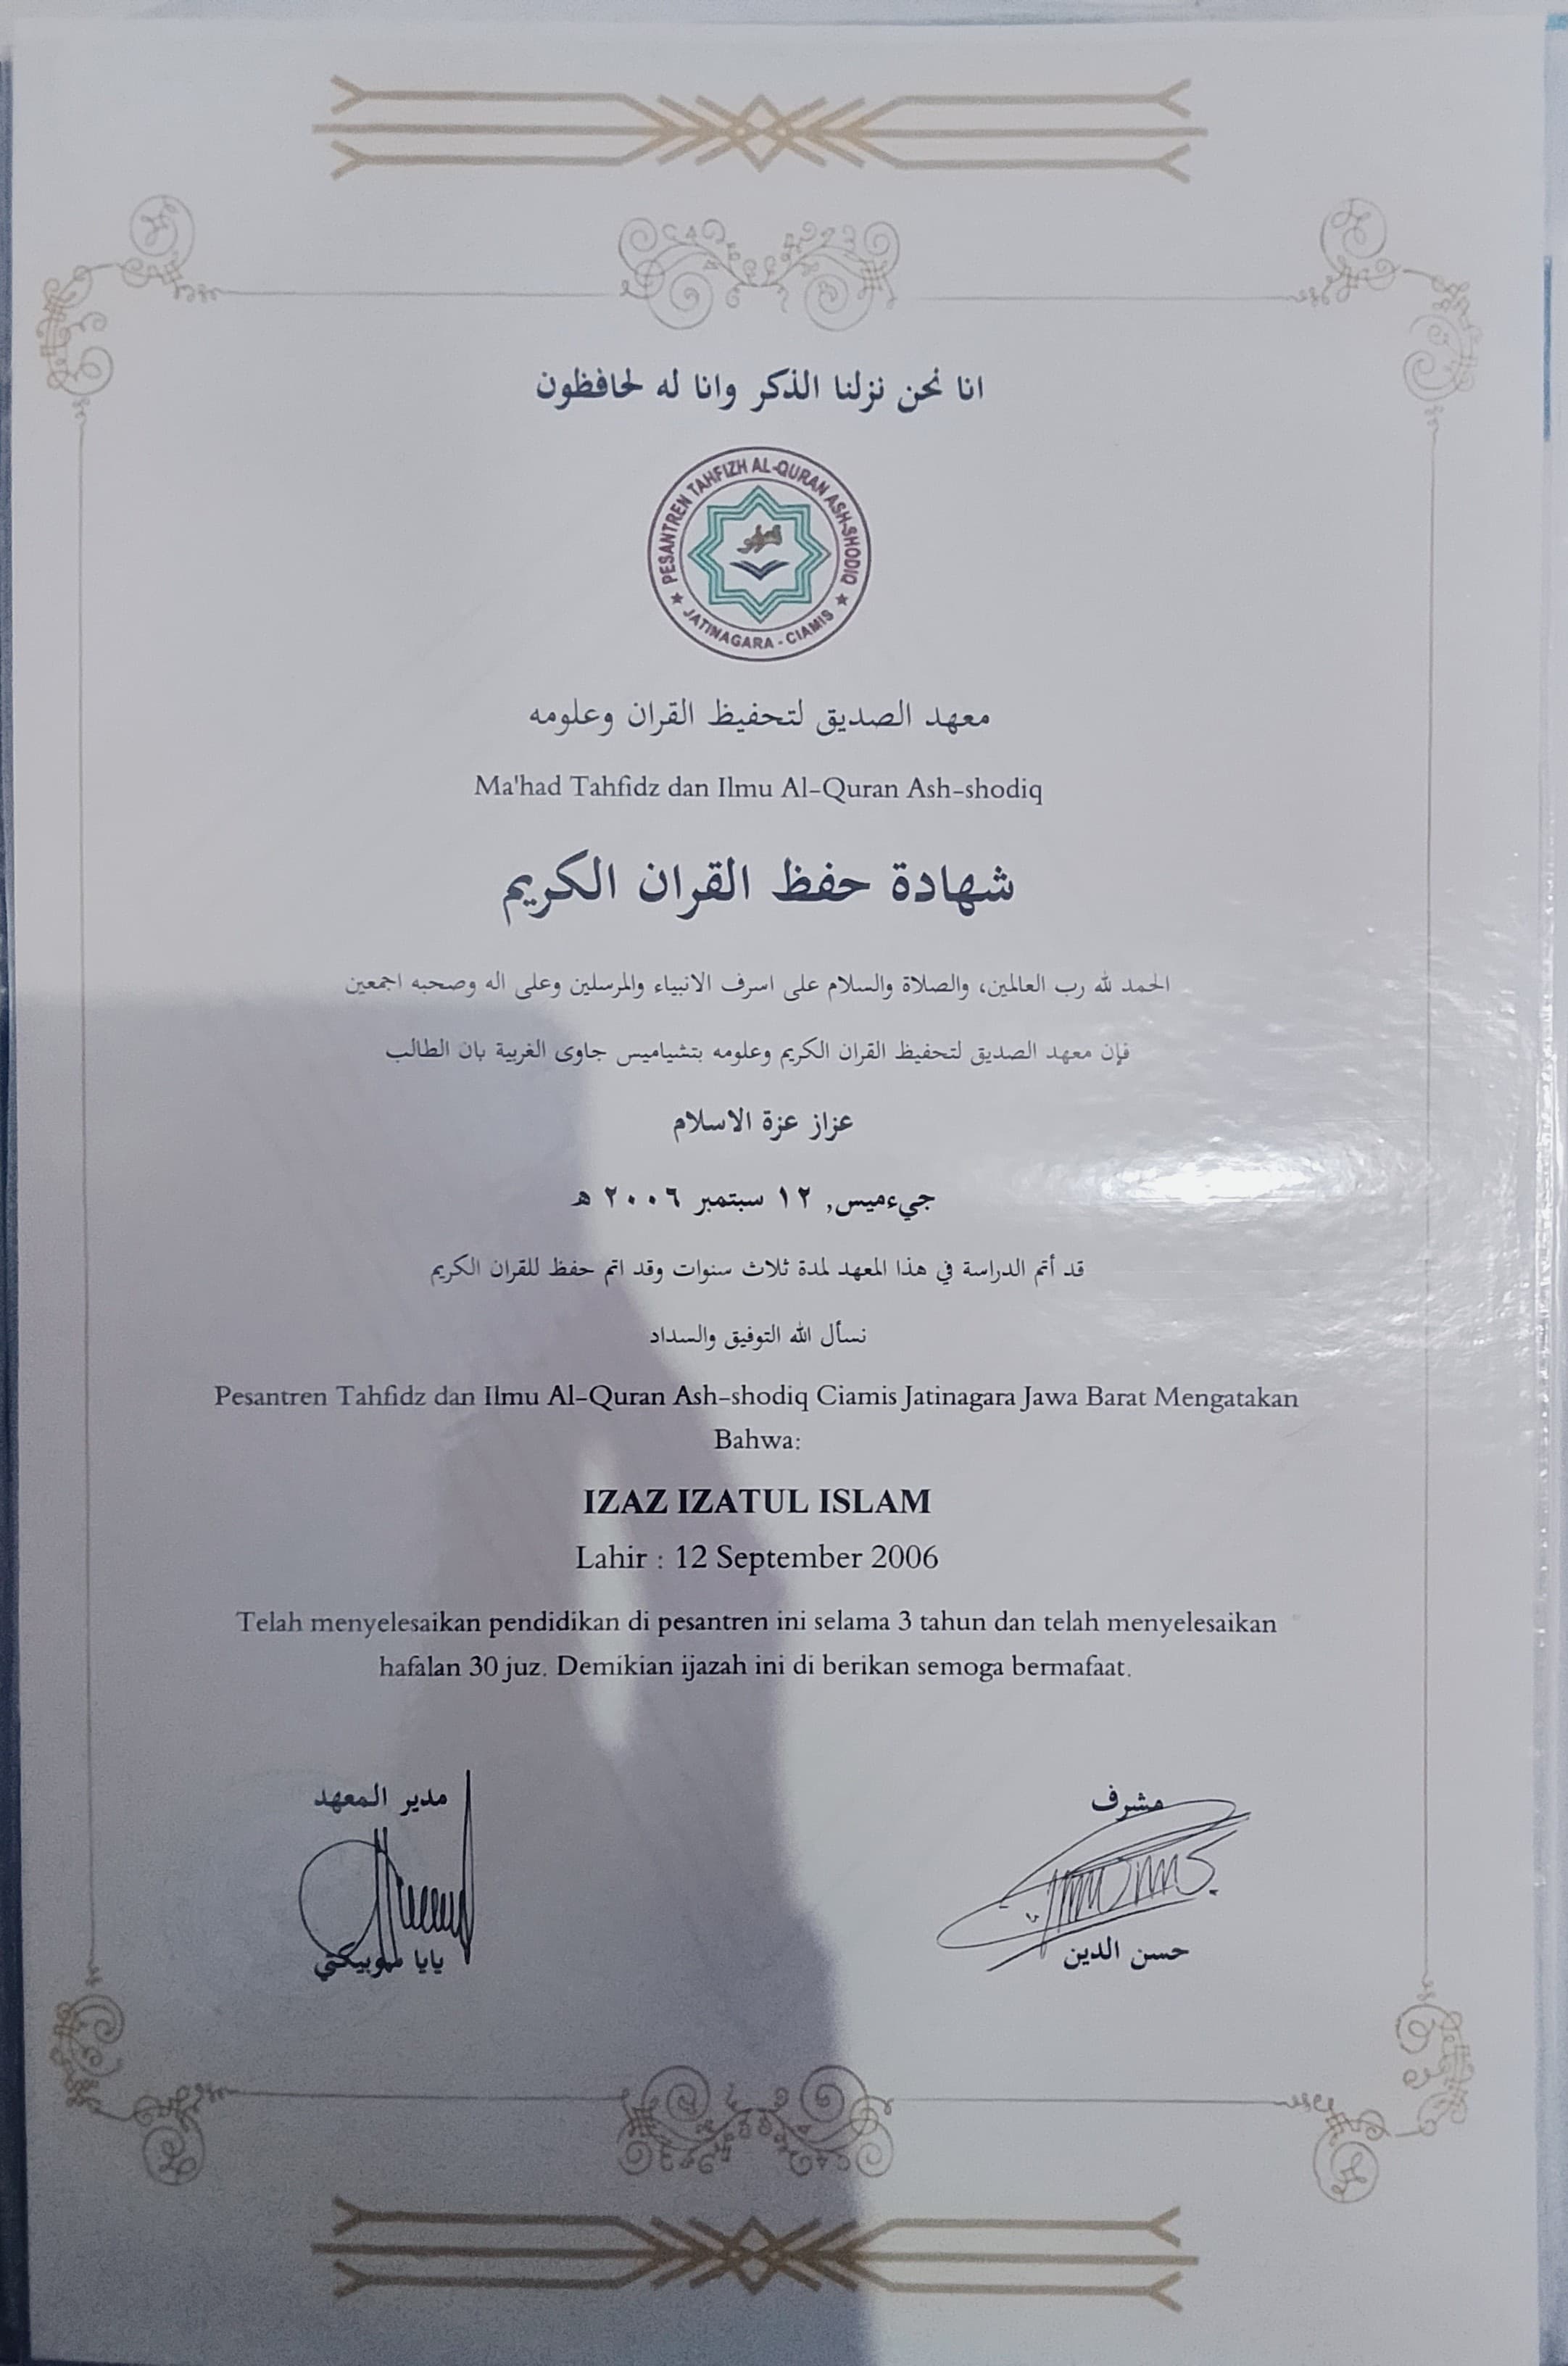 انا نحن نزلنا الذكر وانا له لحافظون
PESANTREN TAHFIZH AL-QURAN ASH-SHODIQ
★ JATINAGARA - CIAMIS ★
معهد الصديق لتحفيظ القران وعلومه
Ma'had Tahfidz dan Ilmu Al-Quran Ash-shodiq
شهادة حفظ القران الكريم
الحمد لله رب العالمين، والصلاة والسلام على اسرف الانبياء والمرسلين وعلى اله وصحبه اجمعين
فإن معهد الصديق لتحفيظ القران الكريم وعلومه بتشياميس جاوى الغربية بان الطالب
عزاز عزة الاسلام
جيءميس, ١٢ سبتمبر ٢٠٠٦ ه
قد أتم الدراسة في هذا المعهد لمدة ثلاث سنوات وقد اتم حفظ للقران الكريم
نسأل الله التوفيق والسداد
Pesantren Tahfidz dan Ilmu Al-Quran Ash-shodiq Ciamis Jatinagara Jawa Barat Mengatakan
Bahwa:
IZAZ IZATUL ISLAM
Lahir : 12 September 2006
Telah menyelesaikan pendidikan di pesantren ini selama 3 tahun dan telah menyelesaikan
hafalan 30 juz. Demikian ijazah ini di berikan semoga bermafaat.
مشرف
مدير المعهد
حسن الدين
يايا